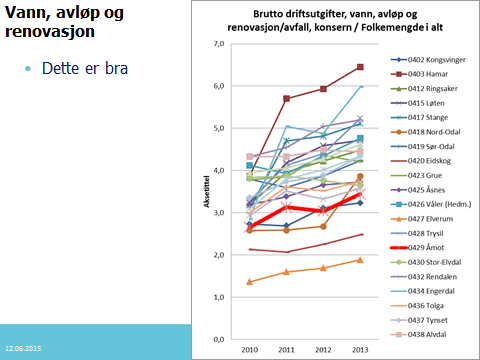 Vann, avløp og
renovasjon
• Dette er bra
12.06.2015
Brutto driftsutgifter, vann, avløp og
renovasjon/avfall, konsern / Folkemengde i alt
Aksetittel
7,0
6,0
5,0
4,0
3,0
2,0
1,0
0,0
2010 2011 2012 2013
0402 Kongsvinger
0403 Hamar
0412 Ringsaker
0415 Løten
0417 Stange
0418 Nord-Odal
0419 Sør-Odal
0420 Eidskog
0423 Grue
0425 Åsnes
0426 Våler (Hedm.)
0427 Elverum
0428 Trysil
0429 Åmot
0430 Stor-Elvdal
0432 Rendalen
0434 Engerdal
0436 Tolga
0437 Tynset
0438 Alvdal